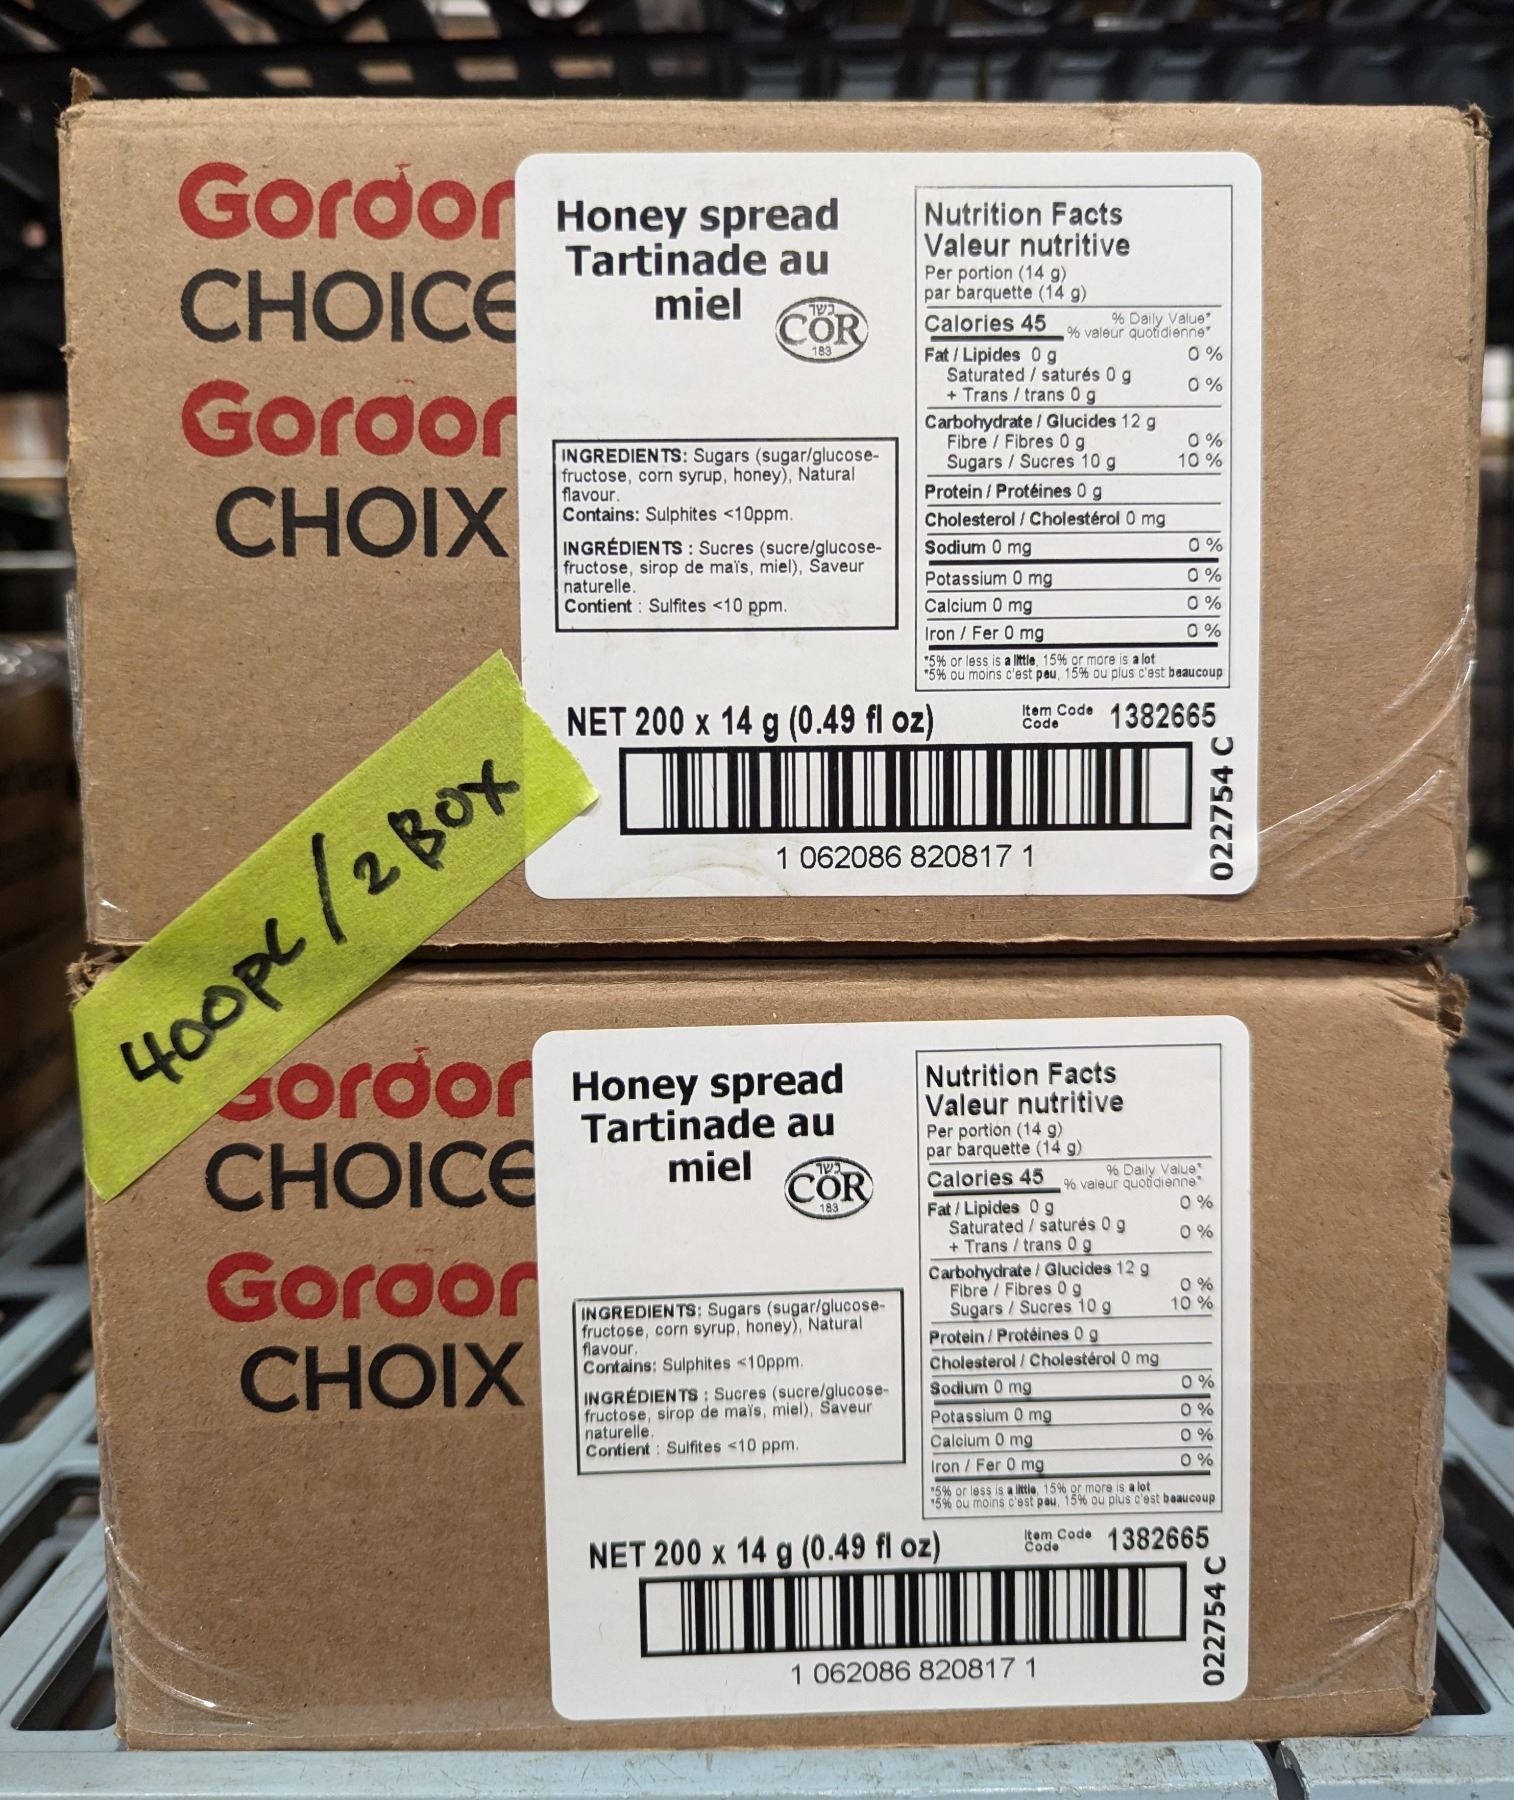 Gordon
CHOICE
Gordon
CHOIX
Honey spread
Tartinade au
miel
כשר
COR
183
INGREDIENTS: Sugars (sugar/glucose-
fructose, corn syrup, honey), Natural
flavour.
Contains: Sulphites <10ppm.
INGRÉDIENTS : Sucres (sucre/glucose-
fructose, sirop de maïs, miel), Saveur
naturelle.
Contient : Sulfites <10 ppm.
Nutrition Facts
Valeur nutritive
Per portion (14 g)
par barquette (14 g)
Calories 45 % Daily Value*
% valeur quotidienne*
Fat / Lipides 0 g 0 %
Saturated / saturés 0 g
+ Trans / trans 0 g 0 %
Carbohydrate / Glucides 12 g
Fibre / Fibres 0 g 0 %
Sugars / Sucres 10 g 10 %
Protein / Protéines 0 g
Cholesterol / Cholestérol 0 mg
Sodium 0 mg 0 %
Potassium 0 mg 0 %
Calcium 0 mg 0 %
Iron / Fer 0 mg 0 %
*5% or less is a little, 15% or more is a lot
*5% ou moins c'est peu, 15% ou plus c'est beaucoup
NET 200 x 14 g (0.49 fl oz)
Item Code
Code
1382665
1 062086 820817 1
022754 C
400pc / 2 BOX
Gordon
CHOICE
Gordon
CHOIX
Honey spread
Tartinade au
miel
כשר
COR
183
INGREDIENTS: Sugars (sugar/glucose-
fructose, corn syrup, honey), Natural
flavour.
Contains: Sulphites <10ppm.
INGRÉDIENTS : Sucres (sucre/glucose-
fructose, sirop de maïs, miel), Saveur
naturelle.
Contient : Sulfites <10 ppm.
Nutrition Facts
Valeur nutritive
Per portion (14 g)
par barquette (14 g)
Calories 45 % Daily Value*
% valeur quotidienne*
Fat / Lipides 0 g 0 %
Saturated / saturés 0 g
+ Trans / trans 0 g 0 %
Carbohydrate / Glucides 12 g
Fibre / Fibres 0 g 0 %
Sugars / Sucres 10 g 10 %
Protein / Protéines 0 g
Cholesterol / Cholestérol 0 mg
Sodium 0 mg 0 %
Potassium 0 mg 0 %
Calcium 0 mg 0 %
Iron / Fer 0 mg 0 %
*5% or less is a little, 15% or more is a lot
*5% ou moins c'est peu, 15% ou plus c'est beaucoup
NET 200 x 14 g (0.49 fl oz)
Item Code
Code
1382665
1 062086 820817 1
022754 C